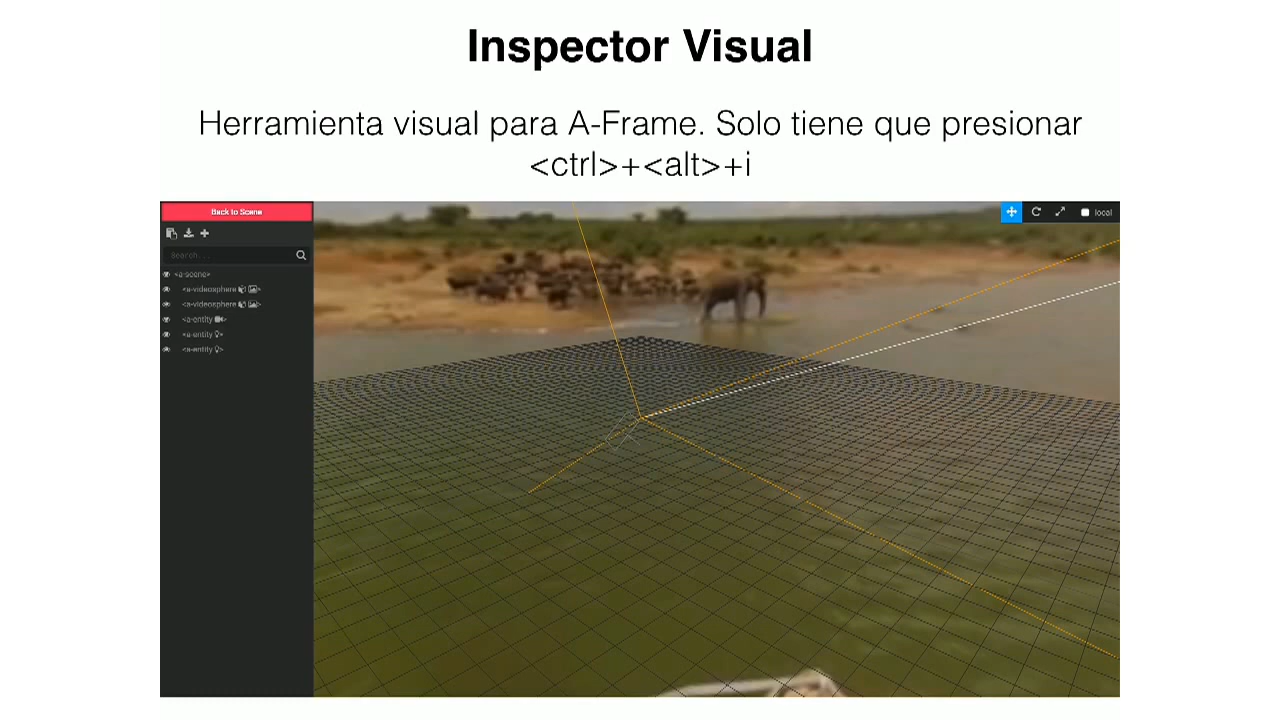 Inspector Visual
Herramienta visual para A-Frame. Solo tiene que presionar
<ctrl>+<alt>+i
Back to Scene
local
Search...
<a-scene>
<a-videosphere >
<a-videosphere >
<a-entity >
<a-entity >
<a-entity >